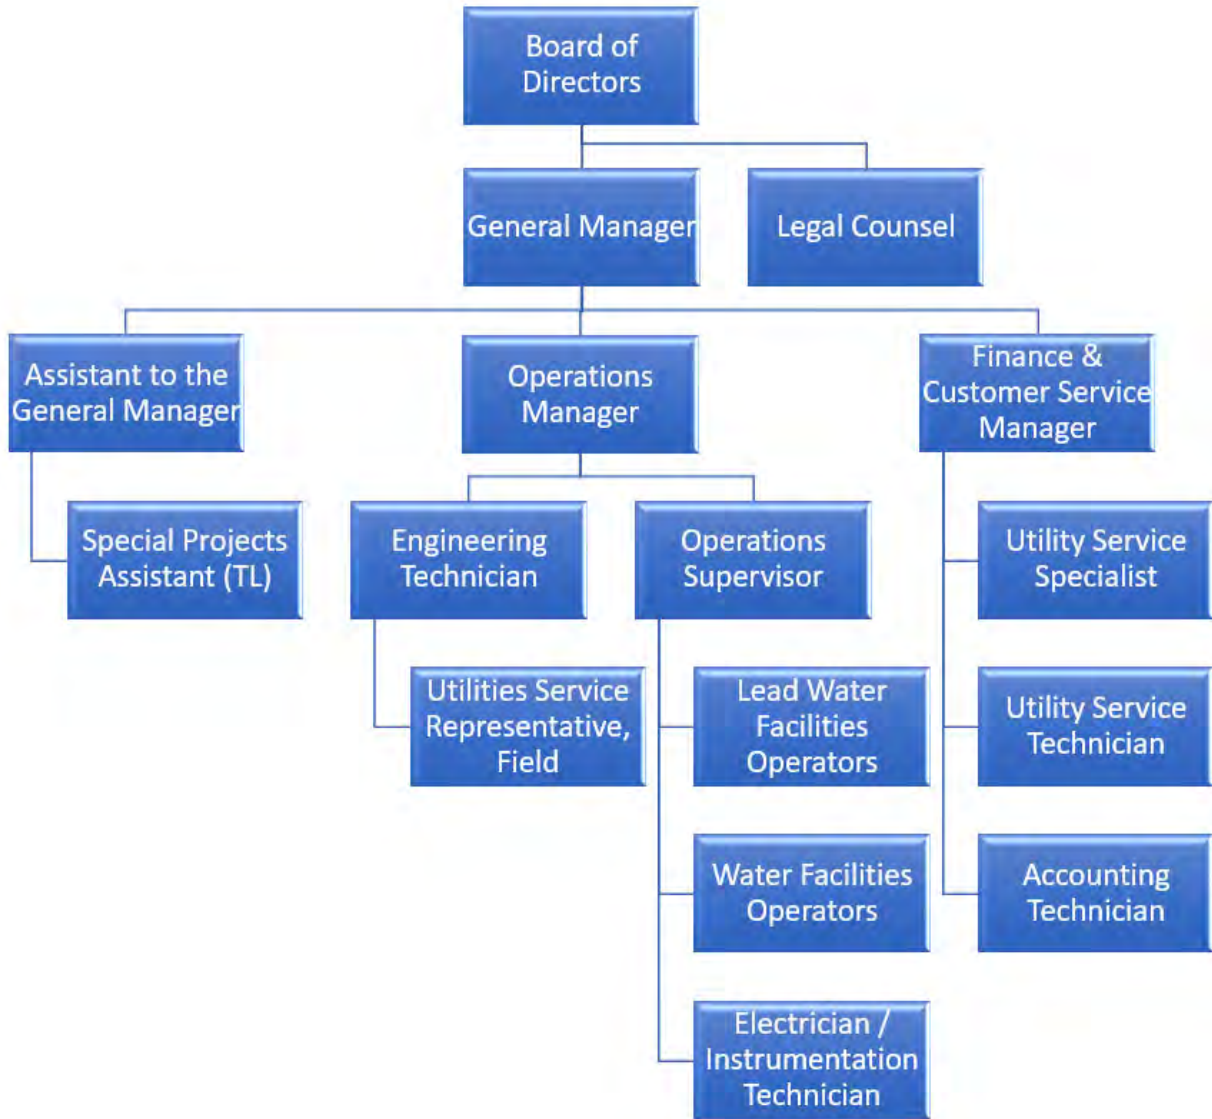 Board of
Directors
General Manager
Legal Counsel
Assistant to the
General Manager
Operations
Manager
Finance &
Customer Service
Manager
Special Projects
Assistant (TL)
Engineering
Technician
Operations
Supervisor
Utility Service
Specialist
Utilities Service
Representative,
Field
Lead Water
Facilities
Operators
Utility Service
Technician
Water Facilities
Operators
Accounting
Technician
Electrician /
Instrumentation
Technician